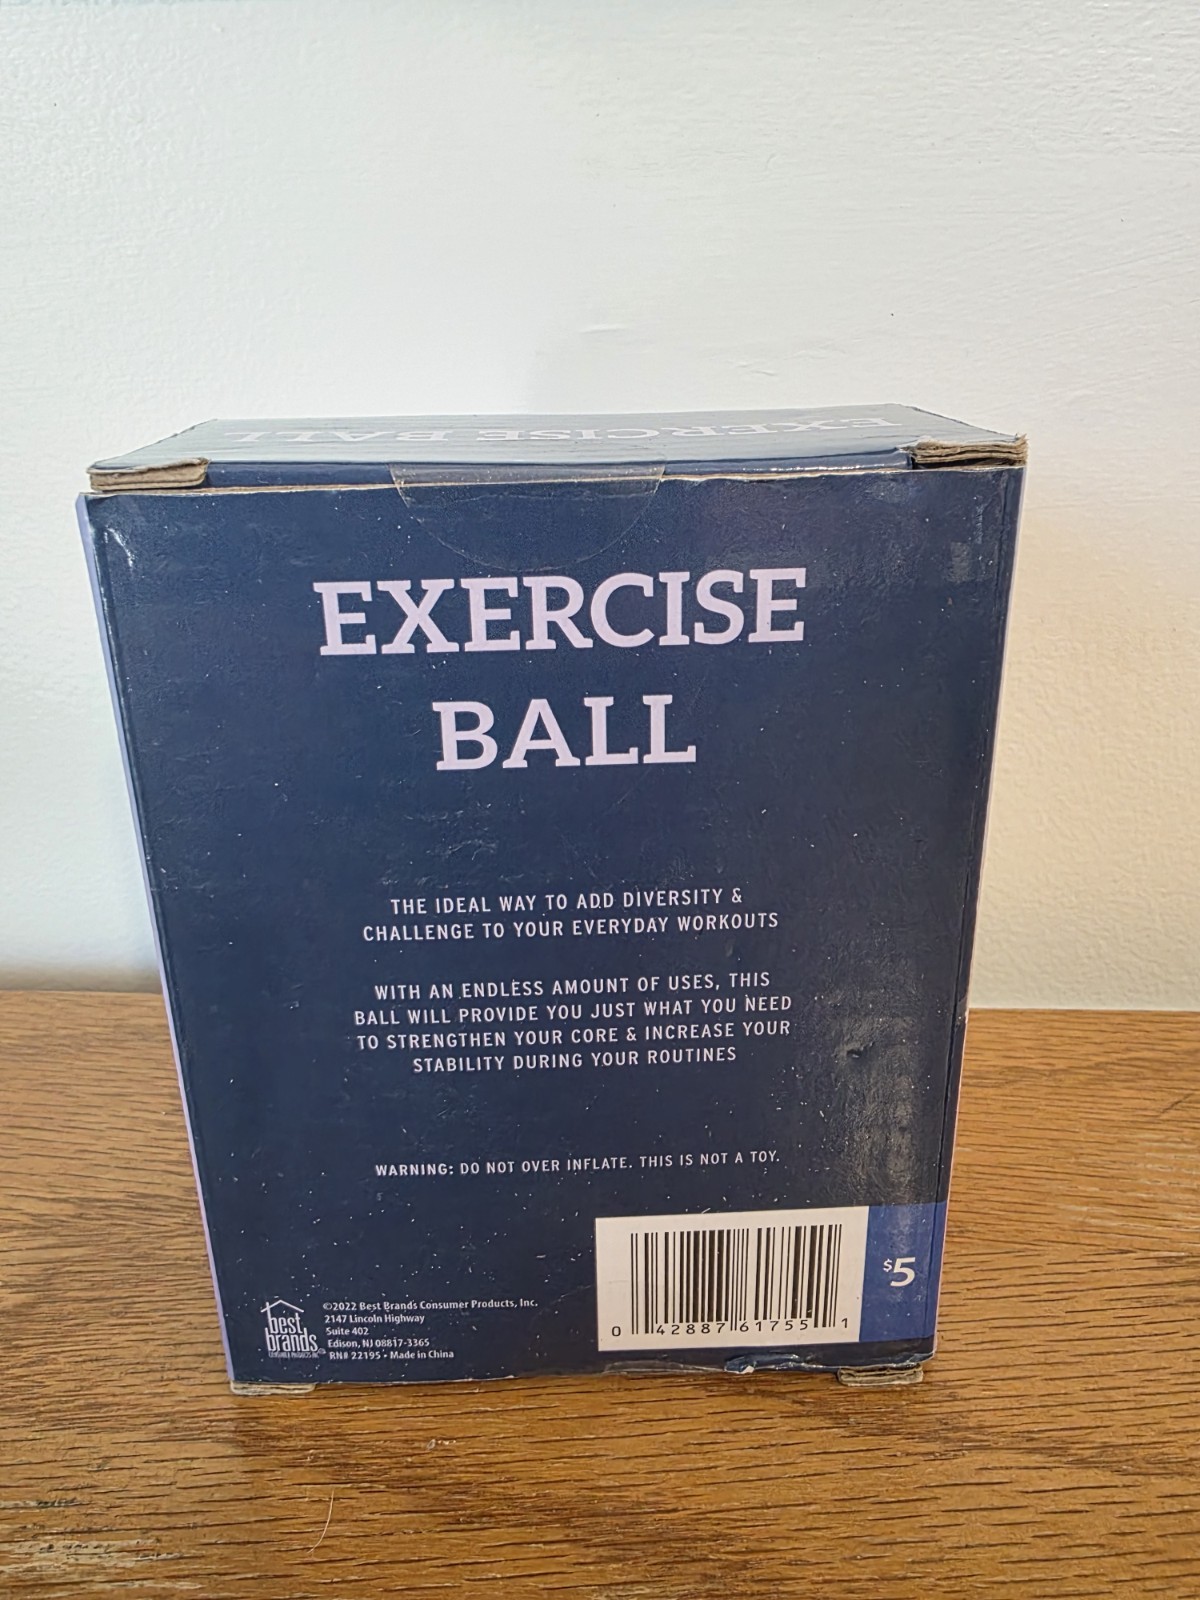 EXERCISE BALL
EXERCISE
BALL
THE IDEAL WAY TO ADD DIVERSITY &
CHALLENGE TO YOUR EVERYDAY WORKOUTS
WITH AN ENDLESS AMOUNT OF USES, THIS
BALL WILL PROVIDE YOU JUST WHAT YOU NEED
TO STRENGTHEN YOUR CORE & INCREASE YOUR
STABILITY DURING YOUR ROUTINES
WARNING: DO NOT OVER INFLATE. THIS IS NOT A TOY.
$5
0 42887 61755 1
best
brands
CONSUMER PRODUCTS INC.
©2022 Best Brands Consumer Products, Inc.
2147 Lincoln Highway
Suite 402
Edison, NJ 08817-3365
RN# 22195 • Made in China